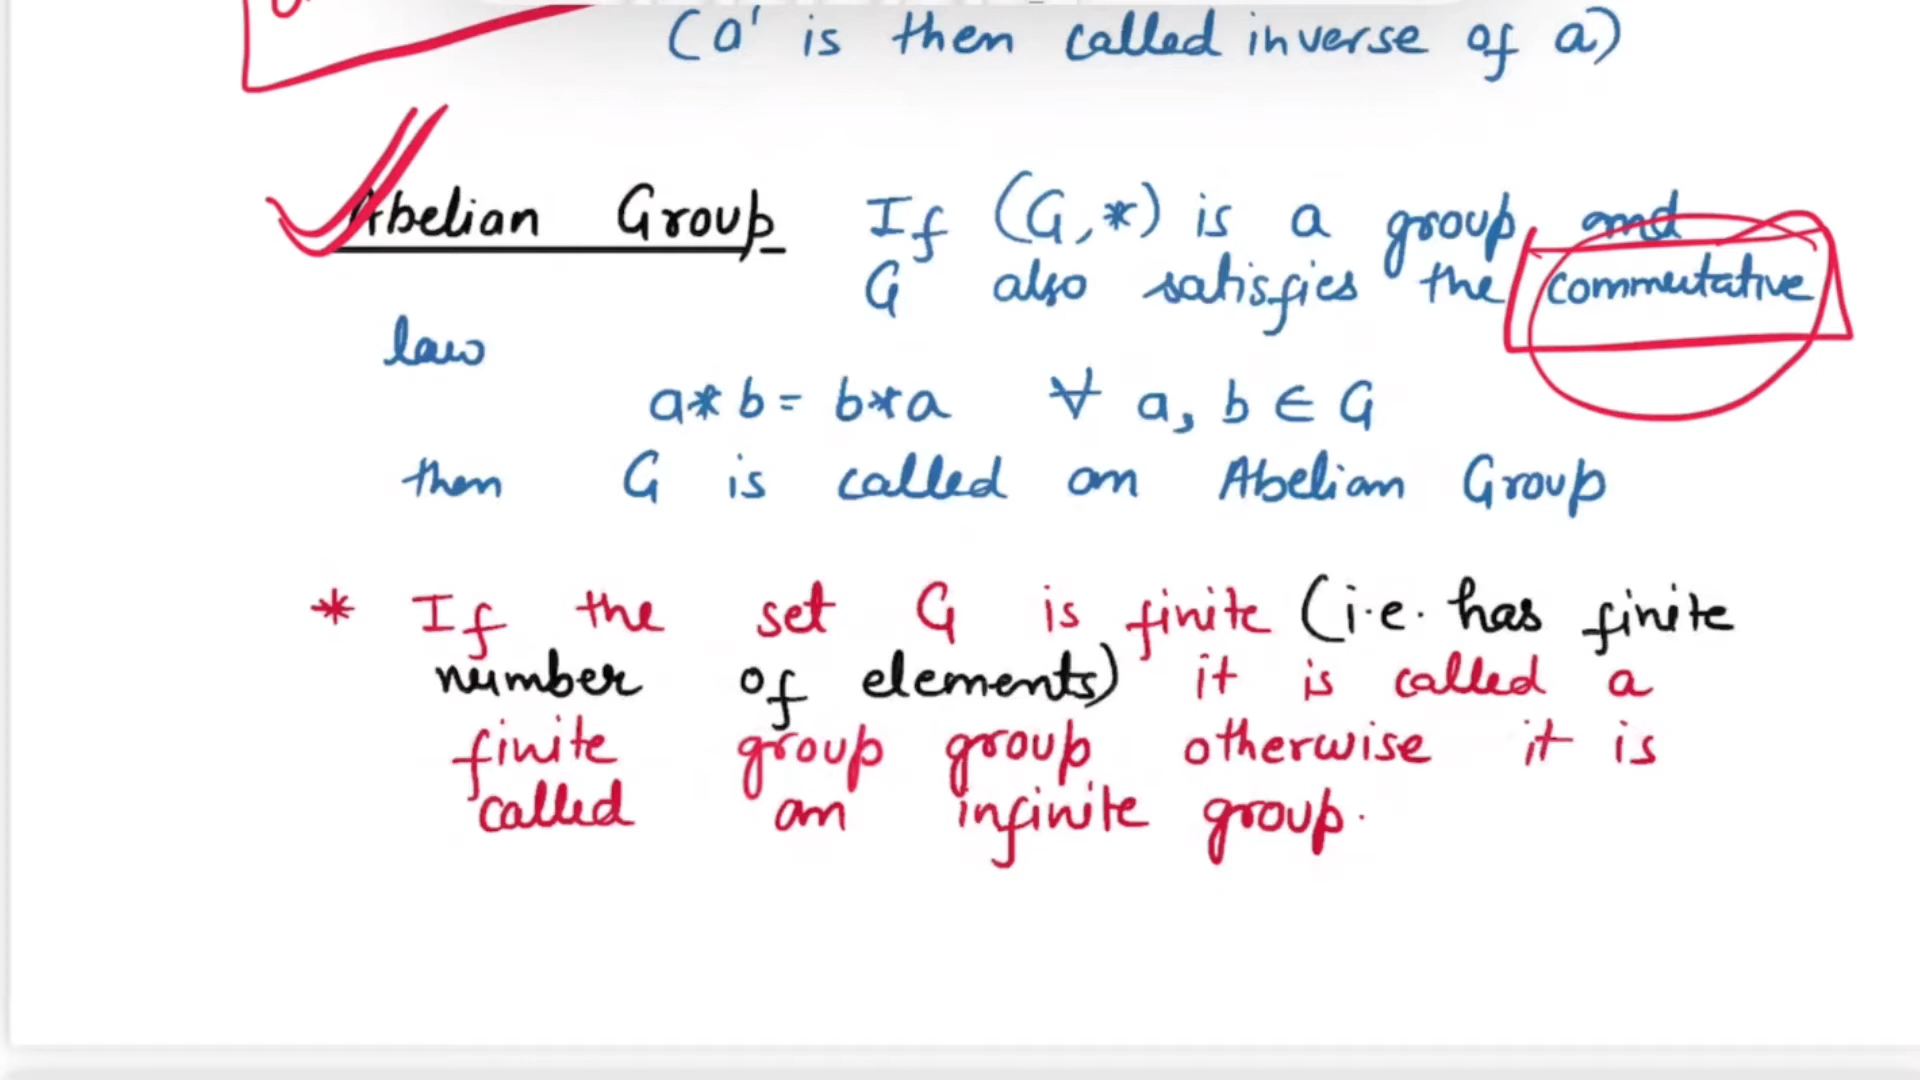 (a' is then called inverse of a)
Abelian Group If (G,*) is a group and
G also satisfies the commutative
law
a*b = b*a ∀ a, b ∈ G
then G is called an Abelian Group
* If the set G is finite (i.e. has finite
number of elements) it is called a
finite group group otherwise it is
called an infinite group.